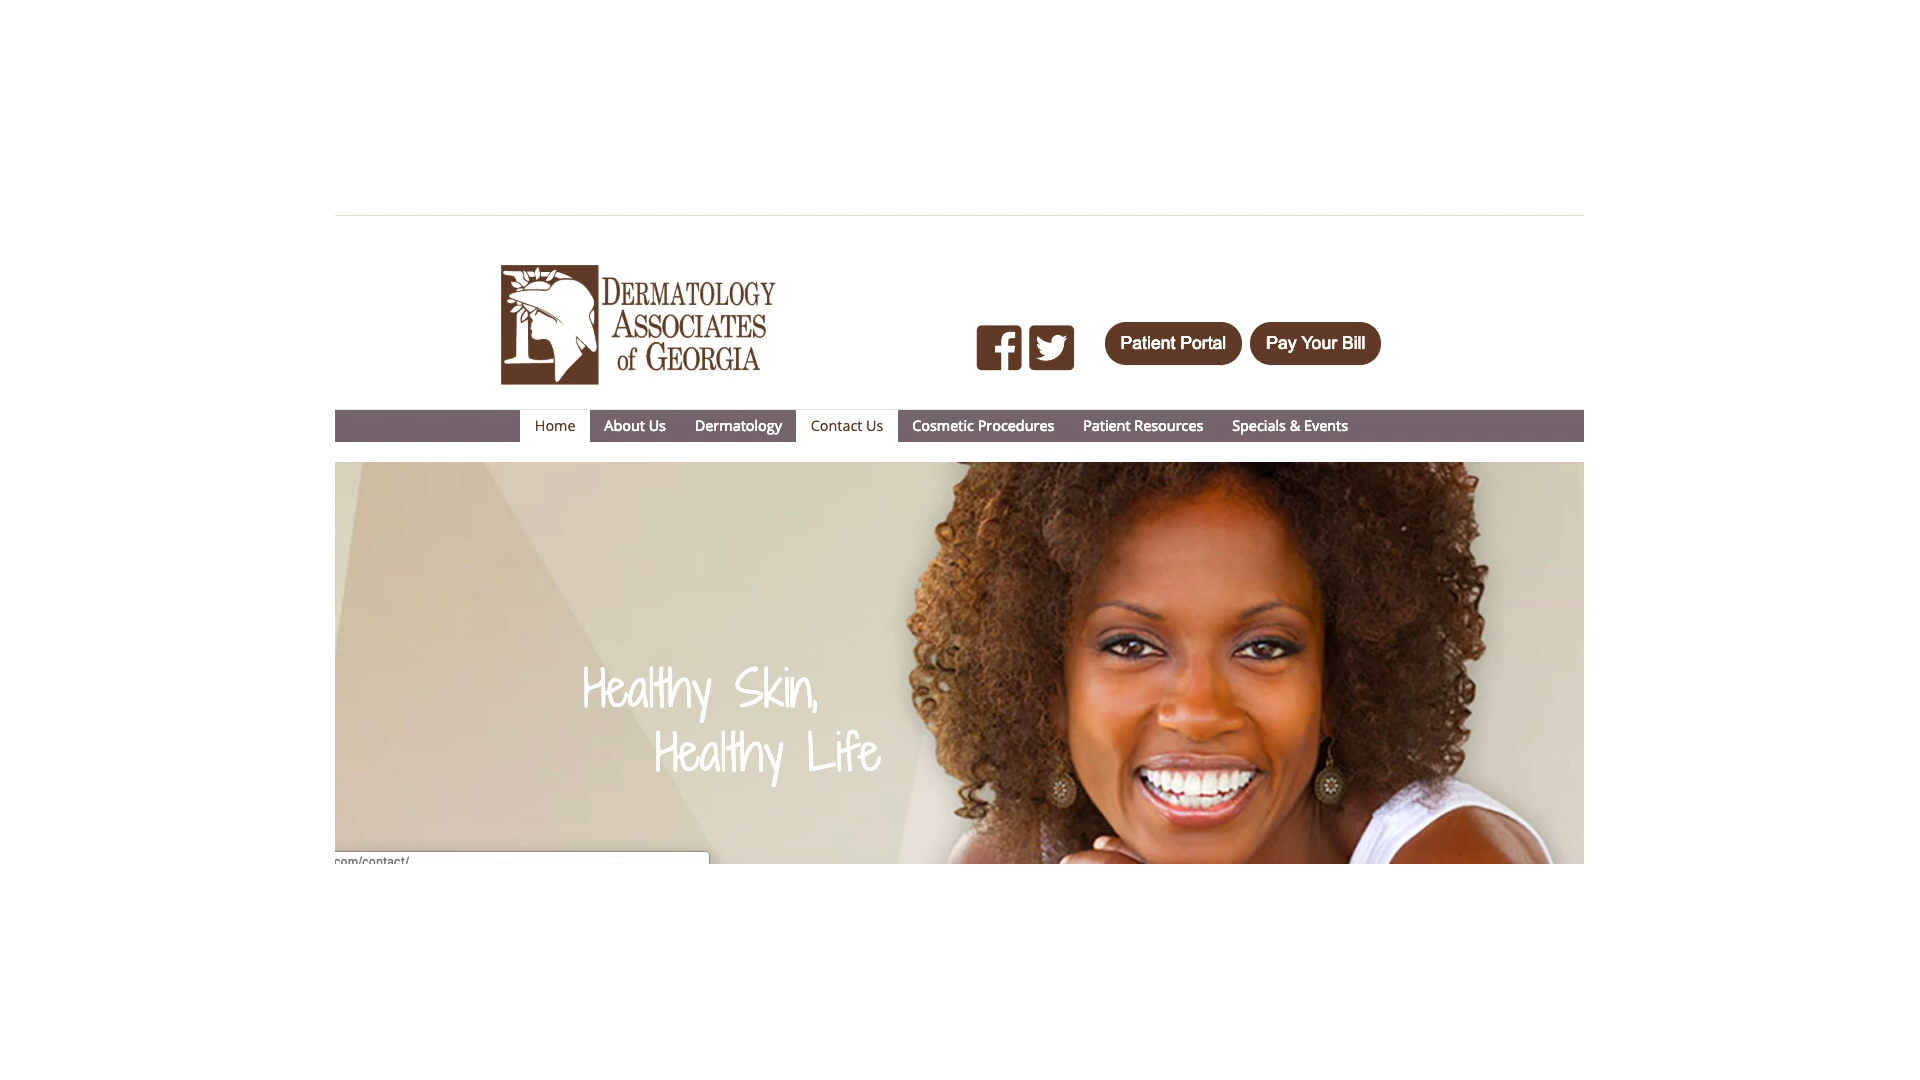 DERMATOLOGY
ASSOCIATES
of GEORGIA
Patient Portal
Pay Your Bill
Home
About Us
Dermatology
Contact Us
Cosmetic Procedures
Patient Resources
Specials & Events
Healthy Skin,
Healthy Life
.com/contact/